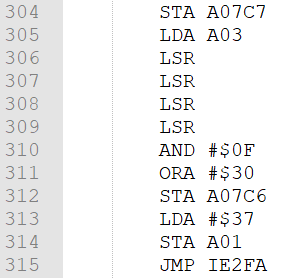 304 STA A07C7
305 LDA A03
306 LSR
307 LSR
308 LSR
309 LSR
310 AND #$0F
311 ORA #$30
312 STA A07C6
313 LDA #$37
314 STA A01
315 JMP IE2FA